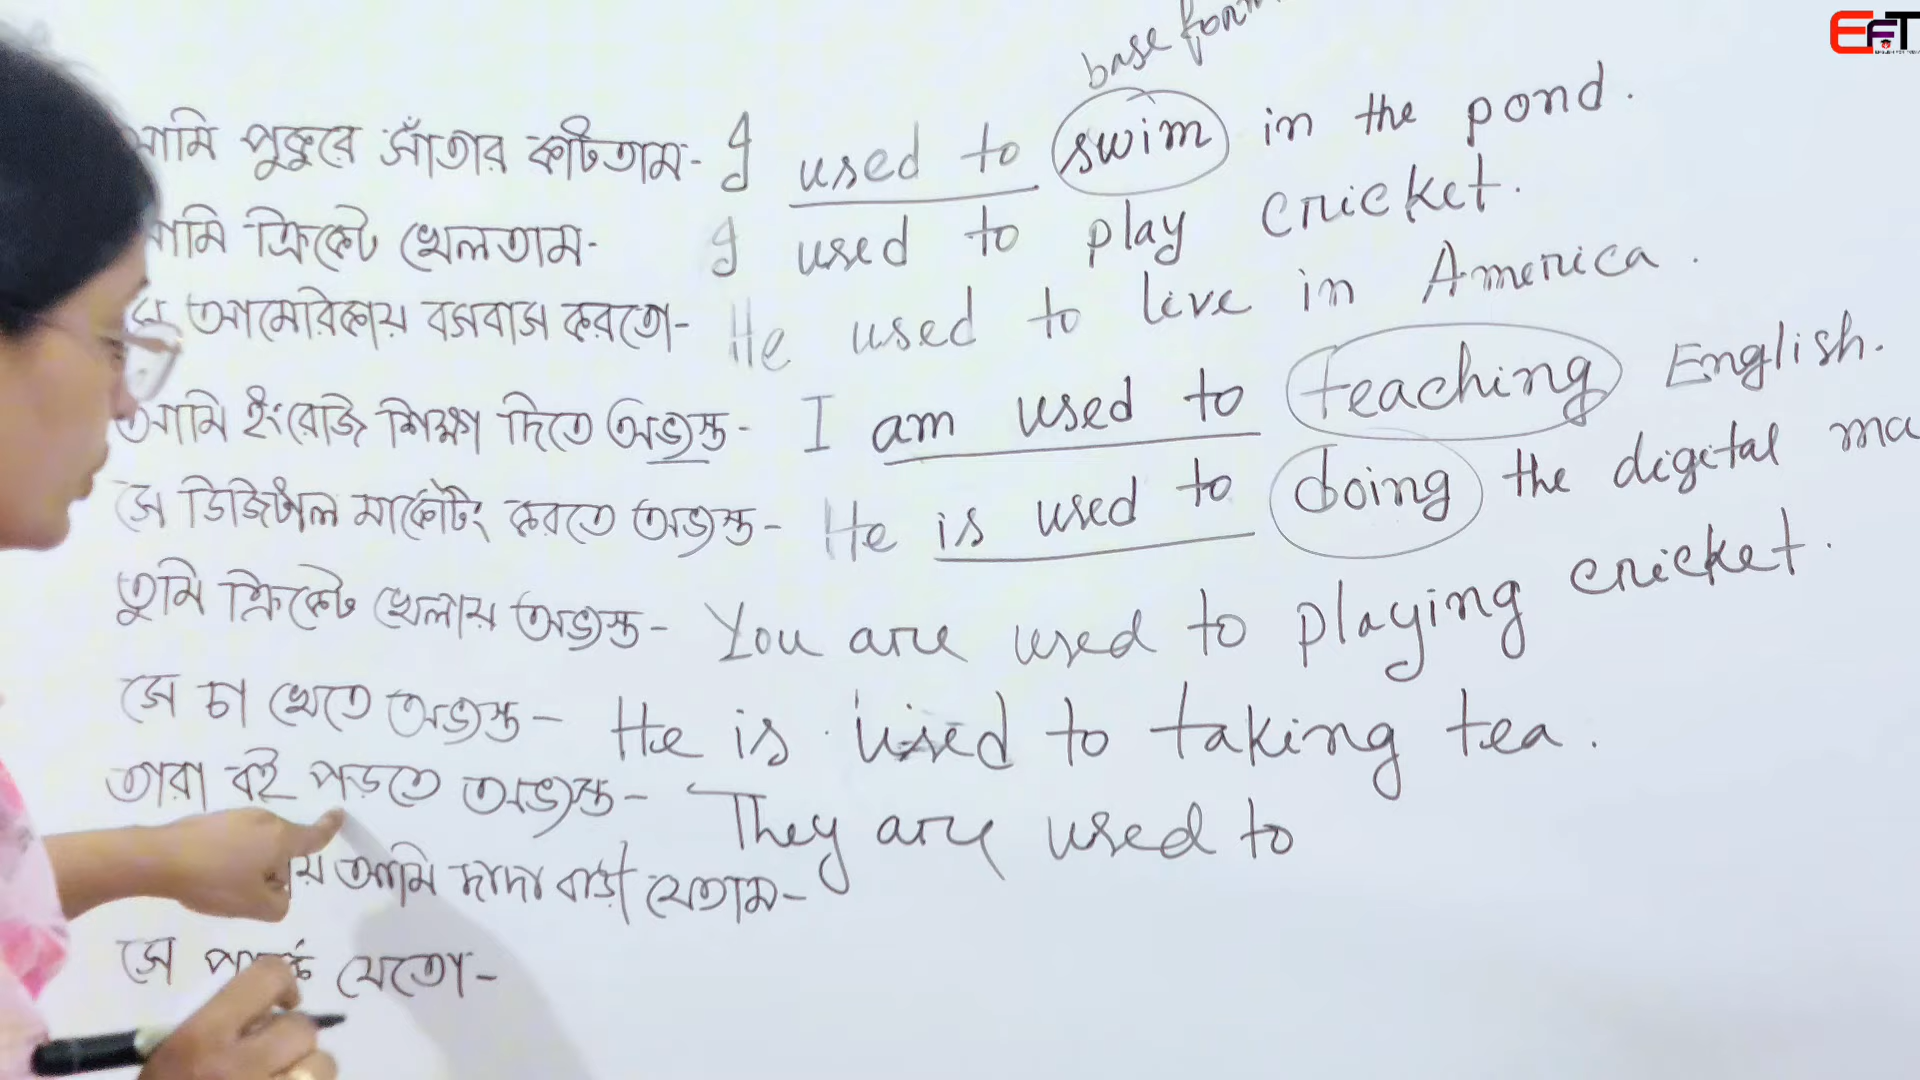 base form
আমি পুকুরে সাঁতার কাটতাম- I used to swim in the pond.
আমি ক্রিকেট খেলতাম- I used to play cricket.
সে আমেরিকায় বসবাস করতো- He used to live in America.
আমি ইংরেজি শিক্ষা দিতে অভ্যস্ত- I am used to teaching English.
সে ডিজিটাল মার্কেটিং করতে অভ্যস্ত- He is used to doing the digital ma
তুমি ক্রিকেট খেলায় অভ্যস্ত- You are used to playing cricket.
সে চা খেতে অভ্যস্ত- He is used to taking tea.
তারা বই পড়তে অভ্যস্ত- They are used to
আমি দাদা বাড়ী যেতাম-
সে পার্কে যেতো-
EFT